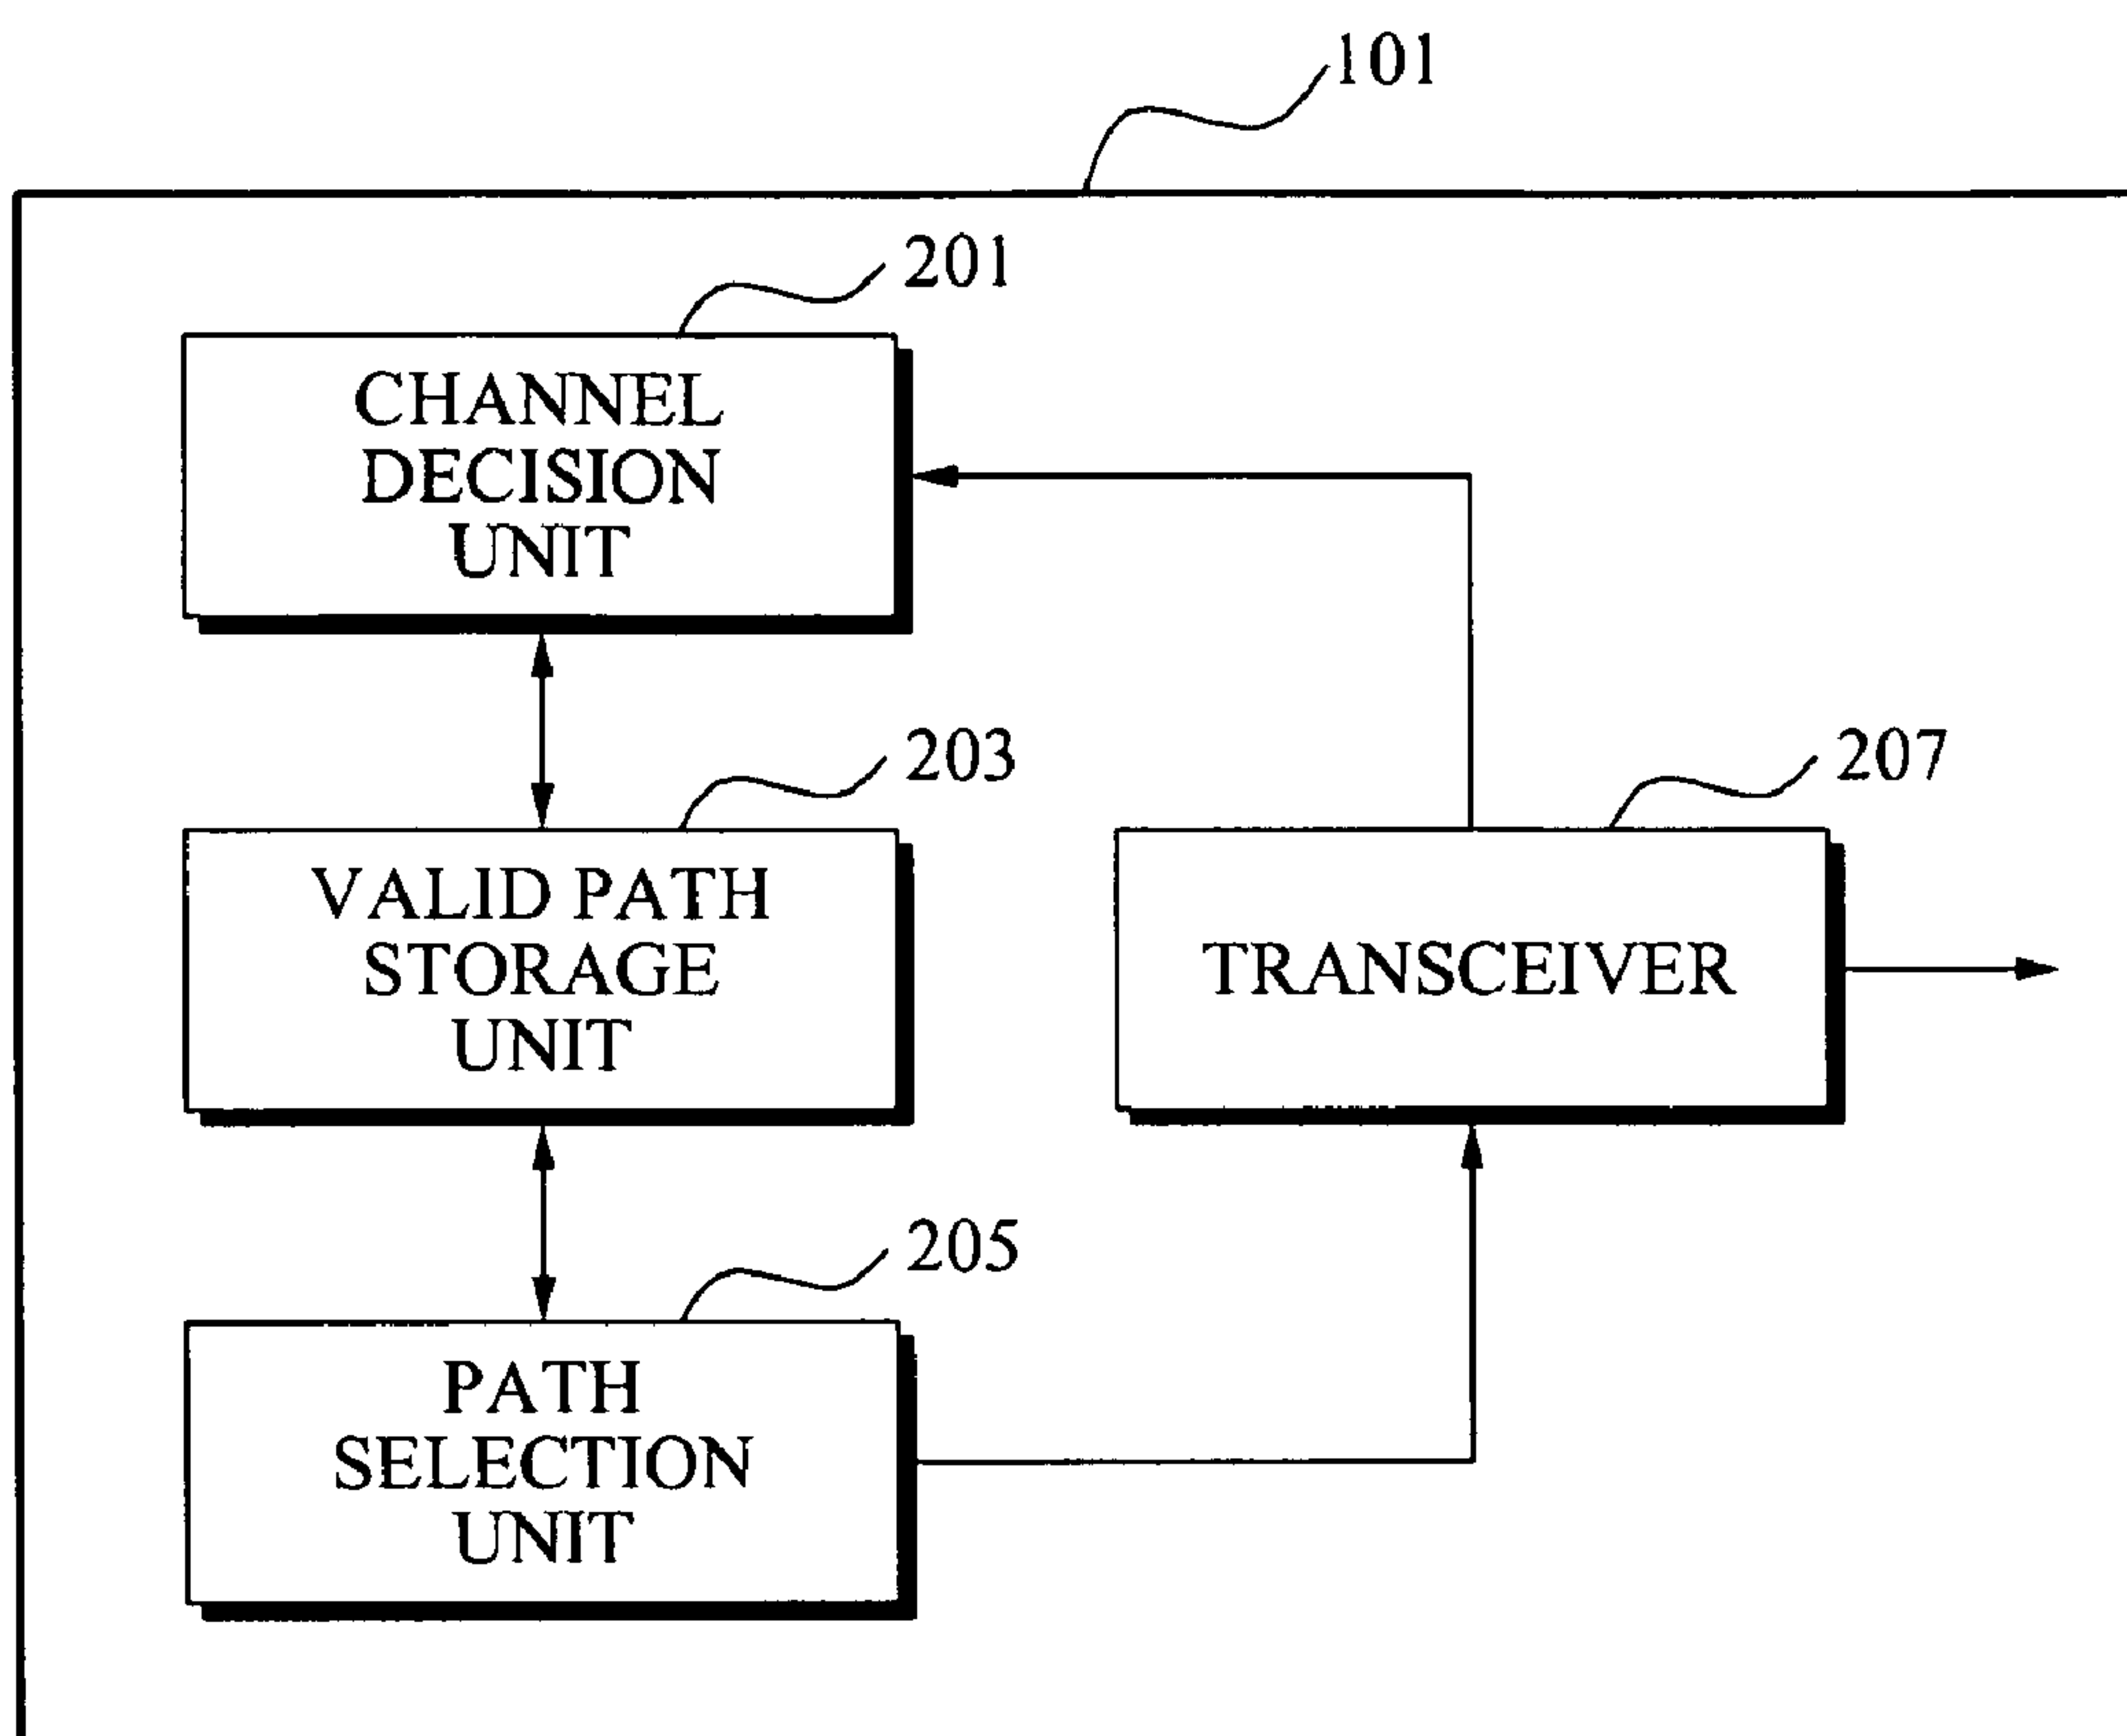 101
201
CHANNEL
DECISION
UNIT
203
VALID PATH
STORAGE
UNIT
207
TRANSCEIVER
205
PATH
SELECTION
UNIT